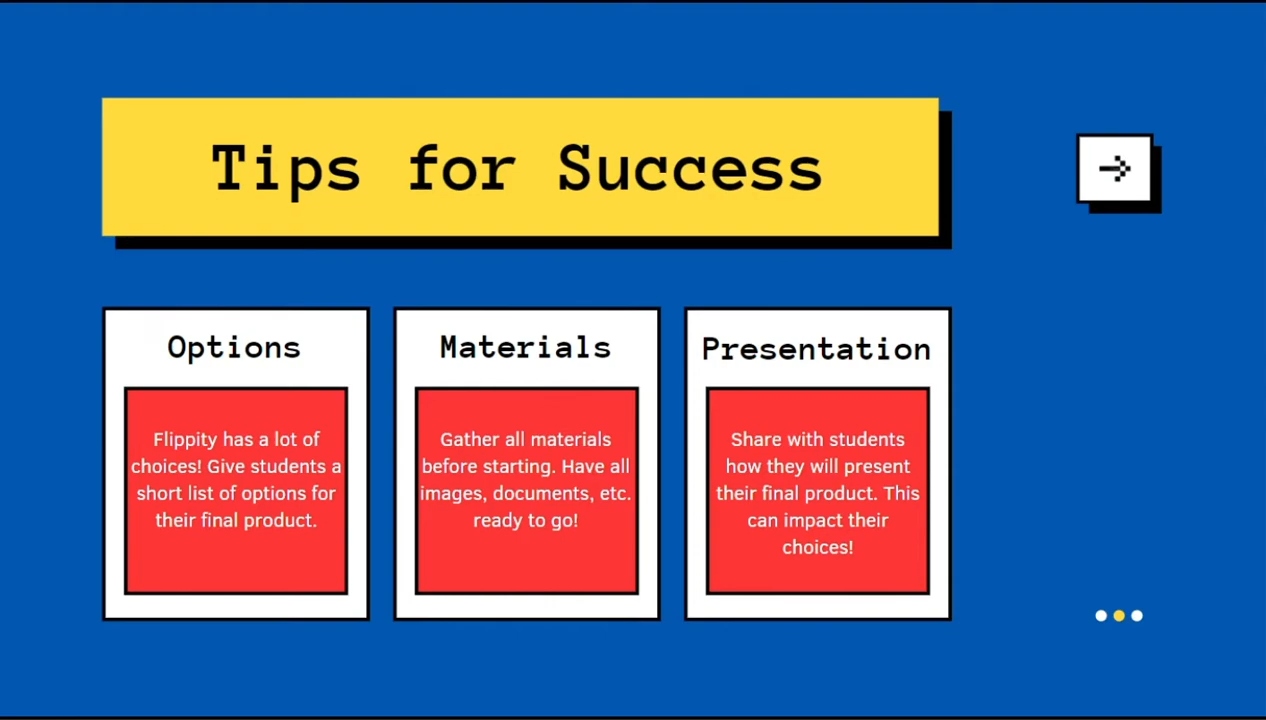 Tips for Success
Options
Flippity has a lot of
choices! Give students a
short list of options for
their final product.
Materials
Gather all materials
before starting. Have all
images, documents, etc.
ready to go!
Presentation
Share with students
how they will present
their final product. This
can impact their
choices!